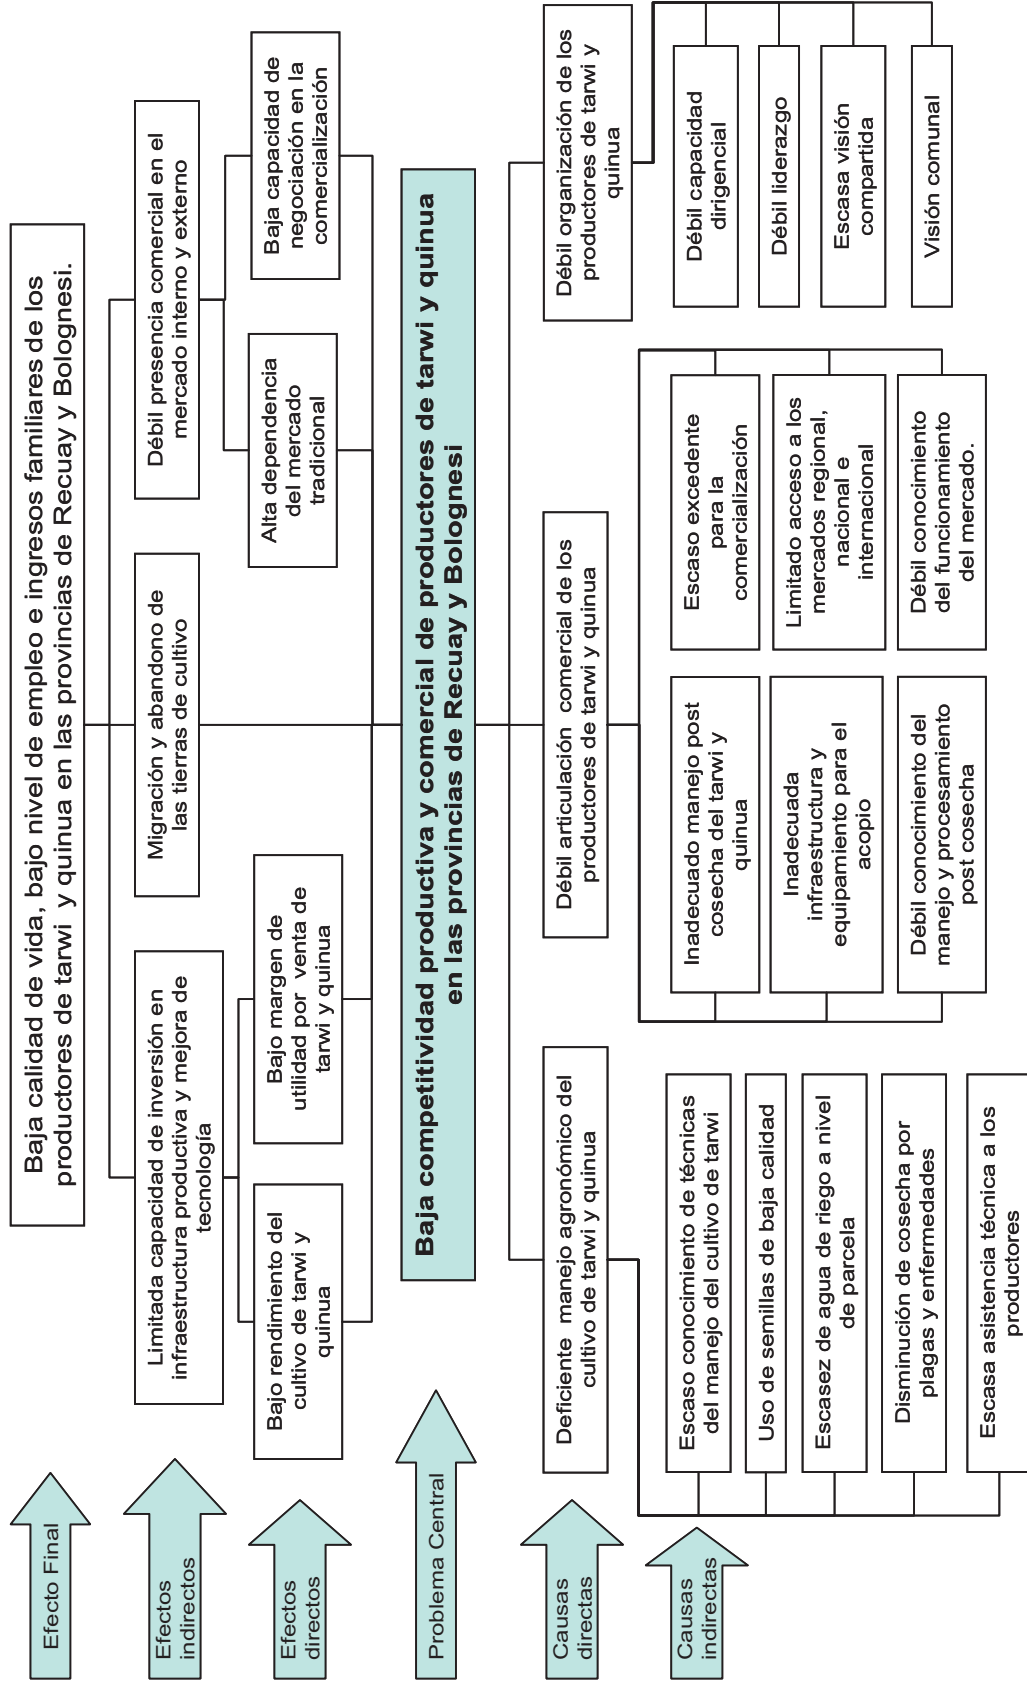 Efecto Final
Baja calidad de vida, bajo nivel de empleo e ingresos familiares de los
productores de tarwi y quinua en las provincias de Recuay y Bolognesi.
Efectos
indirectos
Limitada capacidad de inversión en
infraestructura productiva y mejora de
tecnología
Migración y abandono de
las tierras de cultivo
Débil presencia comercial en el
mercado interno y externo
Efectos
directos
Bajo rendimiento del
cultivo de tarwi y
quinua
Bajo margen de
utilidad por venta de
tarwi y quinua
Alta dependencia
del mercado
tradicional
Baja capacidad de
negociación en la
comercialización
Problema Central
Baja competitividad productiva y comercial de productores de tarwi y quinua
en las provincias de Recuay y Bolognesi
Causas
directas
Deficiente manejo agronómico del
cultivo de tarwi y quinua
Débil articulación comercial de los
productores de tarwi y quinua
Débil organización de los
productores de tarwi y
quinua
Causas
indirectas
Escaso conocimiento de técnicas
del manejo del cultivo de tarwi
Uso de semillas de baja calidad
Escasez de agua de riego a nivel
de parcela
Disminución de cosecha por
plagas y enfermedades
Escasa asistencia técnica a los
productores
Inadecuado manejo post
cosecha del tarwi y
quinua
Inadecuada
infraestructura y
equipamiento para el
acopio
Débil conocimiento del
manejo y procesamiento
post cosecha
Escaso excedente
para la
comercialización
Limitado acceso a los
mercados regional,
nacional e
internacional
Débil conocimiento
del funcionamiento
del mercado.
Débil capacidad
dirigencial
Débil liderazgo
Escasa visión
compartida
Visión comunal